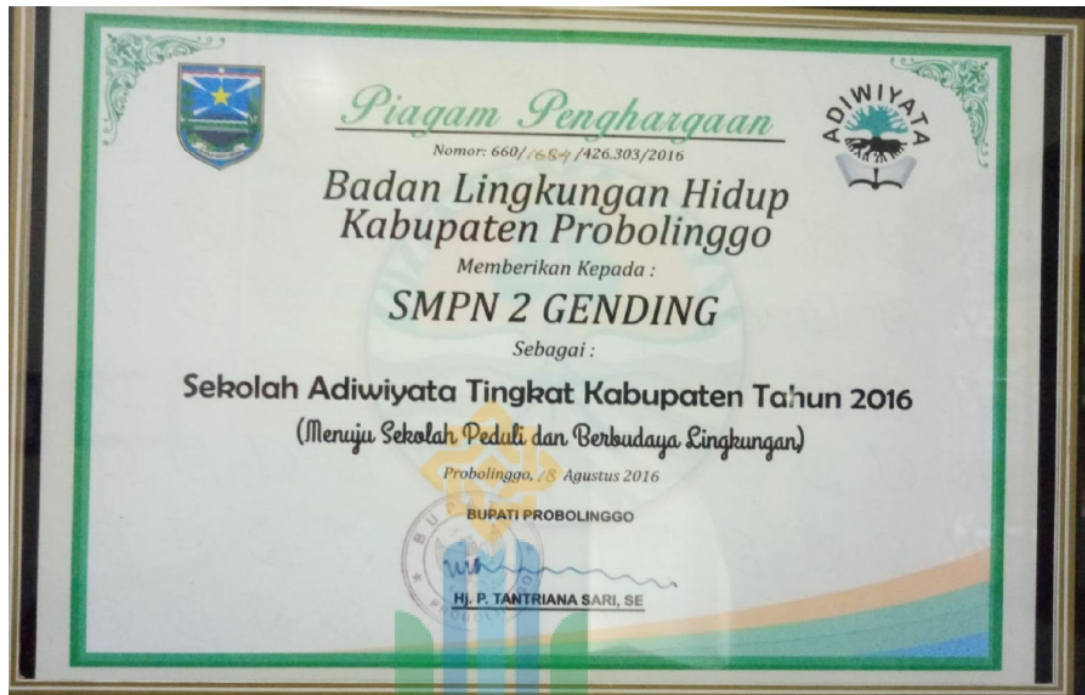 Piagam Penghargaan
ADIWIYATA
Nomor: 660/1684/426.303/2016
Badan Lingkungan Hidup
Kabupaten Probolinggo
Memberikan Kepada :
SMPN 2 GENDING
Sebagai :
Sekolah Adiwiyata Tingkat Kabupaten Tahun 2016
(Menuju Sekolah Peduli dan Berbudaya Lingkungan)
Probolinggo, 18 Agustus 2016
BUPATI PROBOLINGGO
BUPATI
PROBOLINGGO
Hj. P. TANTRIANA SARI, SE